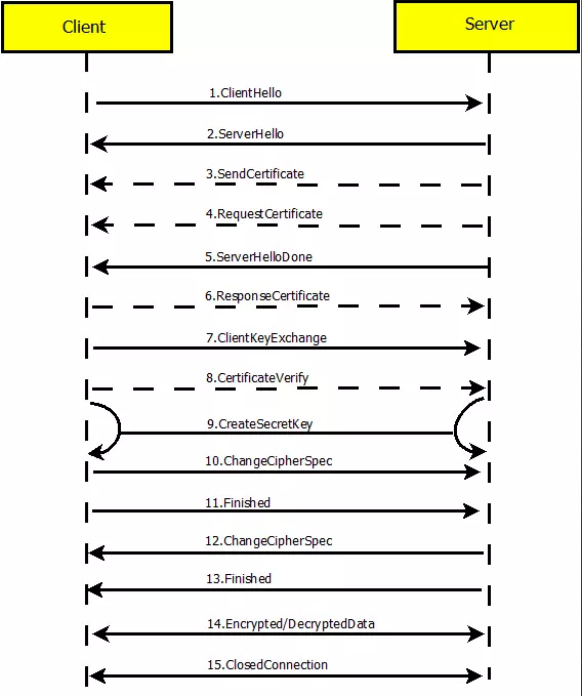 Client
Server
1.ClientHello
2.ServerHello
3.SendCertificate
4.RequestCertificate
5.ServerHelloDone
6.ResponseCertificate
7.ClientKeyExchange
8.CertificateVerify
9.CreateSecretKey
10.ChangeCipherSpec
11.Finished
12.ChangeCipherSpec
13.Finished
14.Encrypted/DecryptedData
15.ClosedConnection